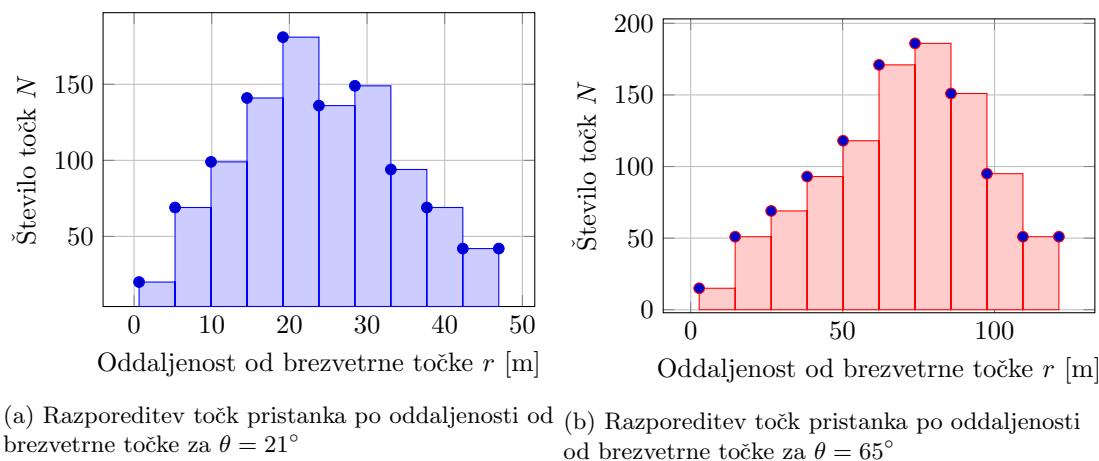 150
100
50
Število točk N
0 10 20 30 40 50
Oddaljenost od brezvetrne točke r [m]
(a) Razporeditev točk pristanka po oddaljenosti od
brezvetrne točke za θ = 21°
200
150
100
50
0
Število točk N
0 50 100
Oddaljenost od brezvetrne točke r [m]
(b) Razporeditev točk pristanka po oddaljenosti
od brezvetrne točke za θ = 65°